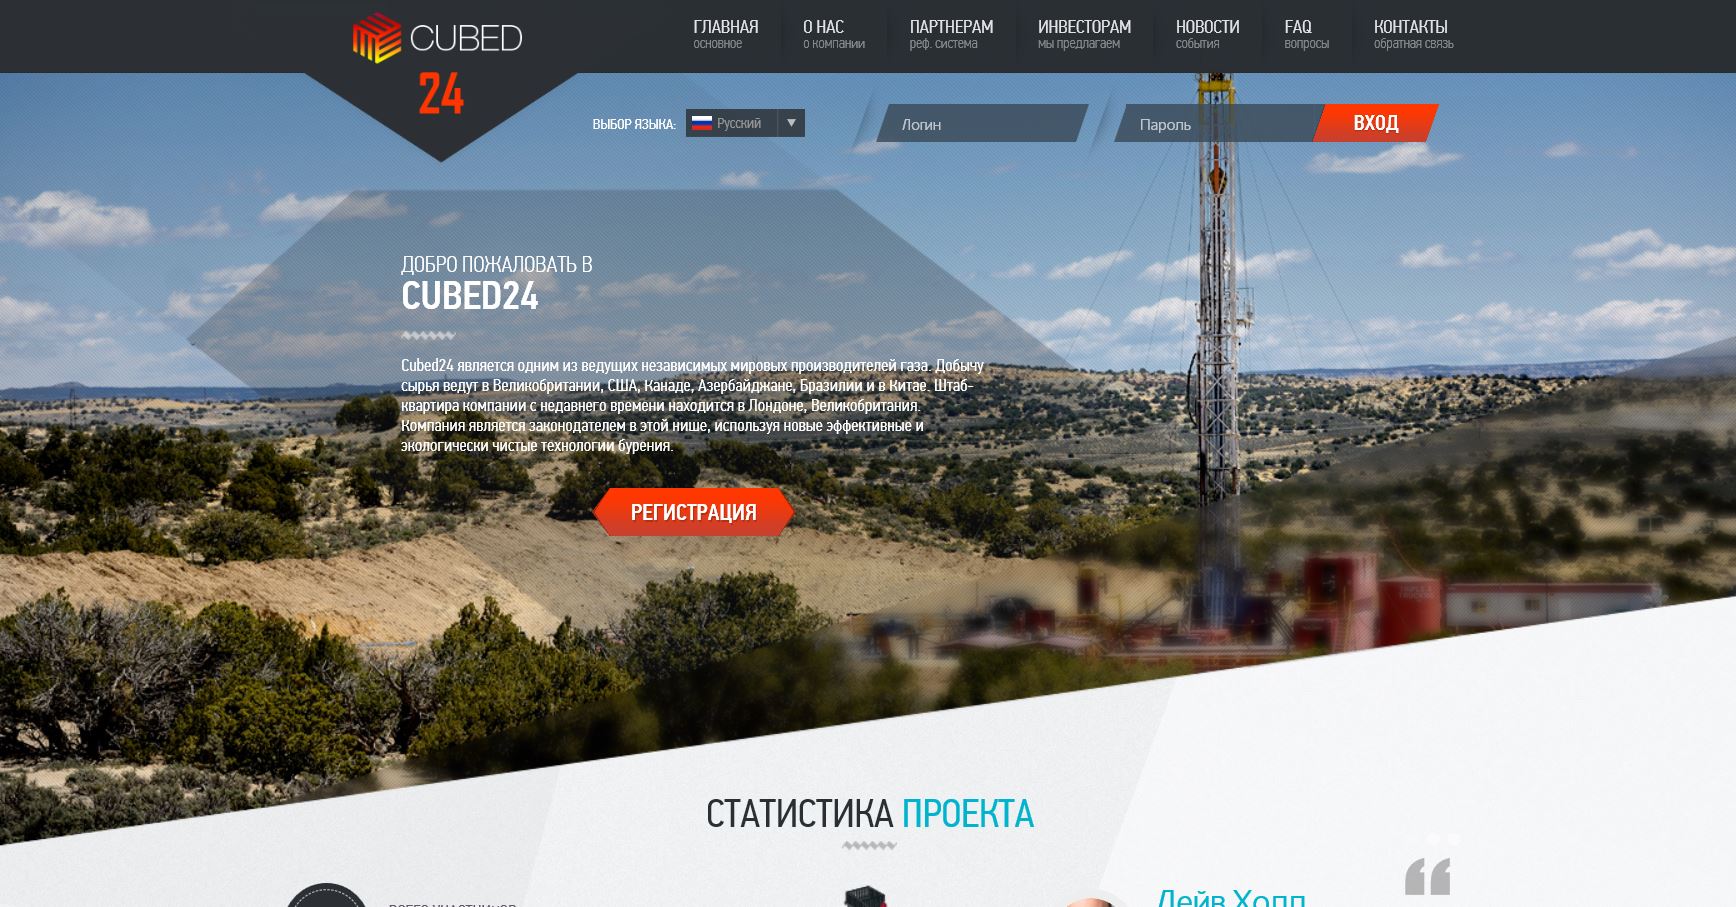 CUBED
24
ГЛАВНАЯ
основное
О НАС
о компании
ПАРТНЕРАМ
реф. система
ИНВЕСТОРАМ
мы предлагаем
НОВОСТИ
события
FAQ
вопросы
КОНТАКТЫ
обратная связь
ВЫБОР ЯЗЫКА:
Русский
Логин
Пароль
ВХОД
ДОБРО ПОЖАЛОВАТЬ В
CUBED24
Cubed24 является одним из ведущих независимых мировых производителей газа. Добычу
сырья ведут в Великобритании, США, Канаде, Азербайджане, Бразилии и в Китае. Штаб-
квартира компании с недавнего времени находится в Лондоне, Великобритания.
Компания является законодателем в этой нише, используя новые эффективные и
экологически чистые технологии бурения.
РЕГИСТРАЦИЯ
СТАТИСТИКА ПРОЕКТА
ВСЕГО УЧАСТНИКОВ
Дейв Холл